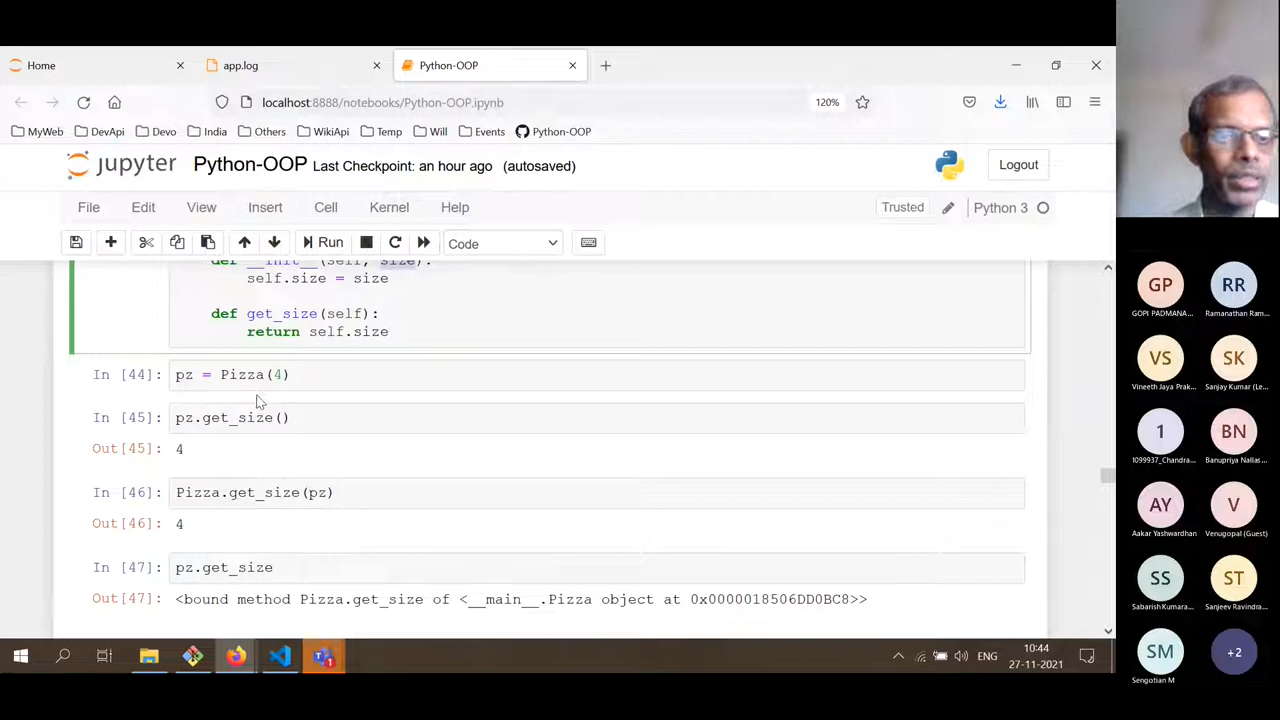 Home
app.log
Python-OOP
localhost:8888/notebooks/Python-OOP.ipynb
120%
MyWeb
DevApi
Devo
India
Others
WikiApi
Temp
Will
Events
Python-OOP
jupyter
Python-OOP Last Checkpoint: an hour ago (autosaved)
Logout
File
Edit
View
Insert
Cell
Kernel
Help
Trusted
Python 3
Run
Code
def __init__(self, size):
self.size = size
def get_size(self):
return self.size
In [44]: pz = Pizza(4)
In [45]: pz.get_size()
Out[45]: 4
In [46]: Pizza.get_size(pz)
Out[46]: 4
In [47]: pz.get_size
Out[47]: <bound method Pizza.get_size of <__main__.Pizza object at 0x0000018506DD0BC8>>
1
ENG
10:44
27-11-2021
GP
GOPI PADMANA...
RR
Ramanathan Ram...
VS
Vineeth Jaya Prak...
SK
Sanjay Kumar (Le...
1
1099937_Chandra...
BN
Banupriya Nallas...
AY
Aakar Yashwardhan
V
Venugopal (Guest)
SS
Sabarish Kumara...
ST
Sanjeev Ravindra...
SM
Sengotian M
+2